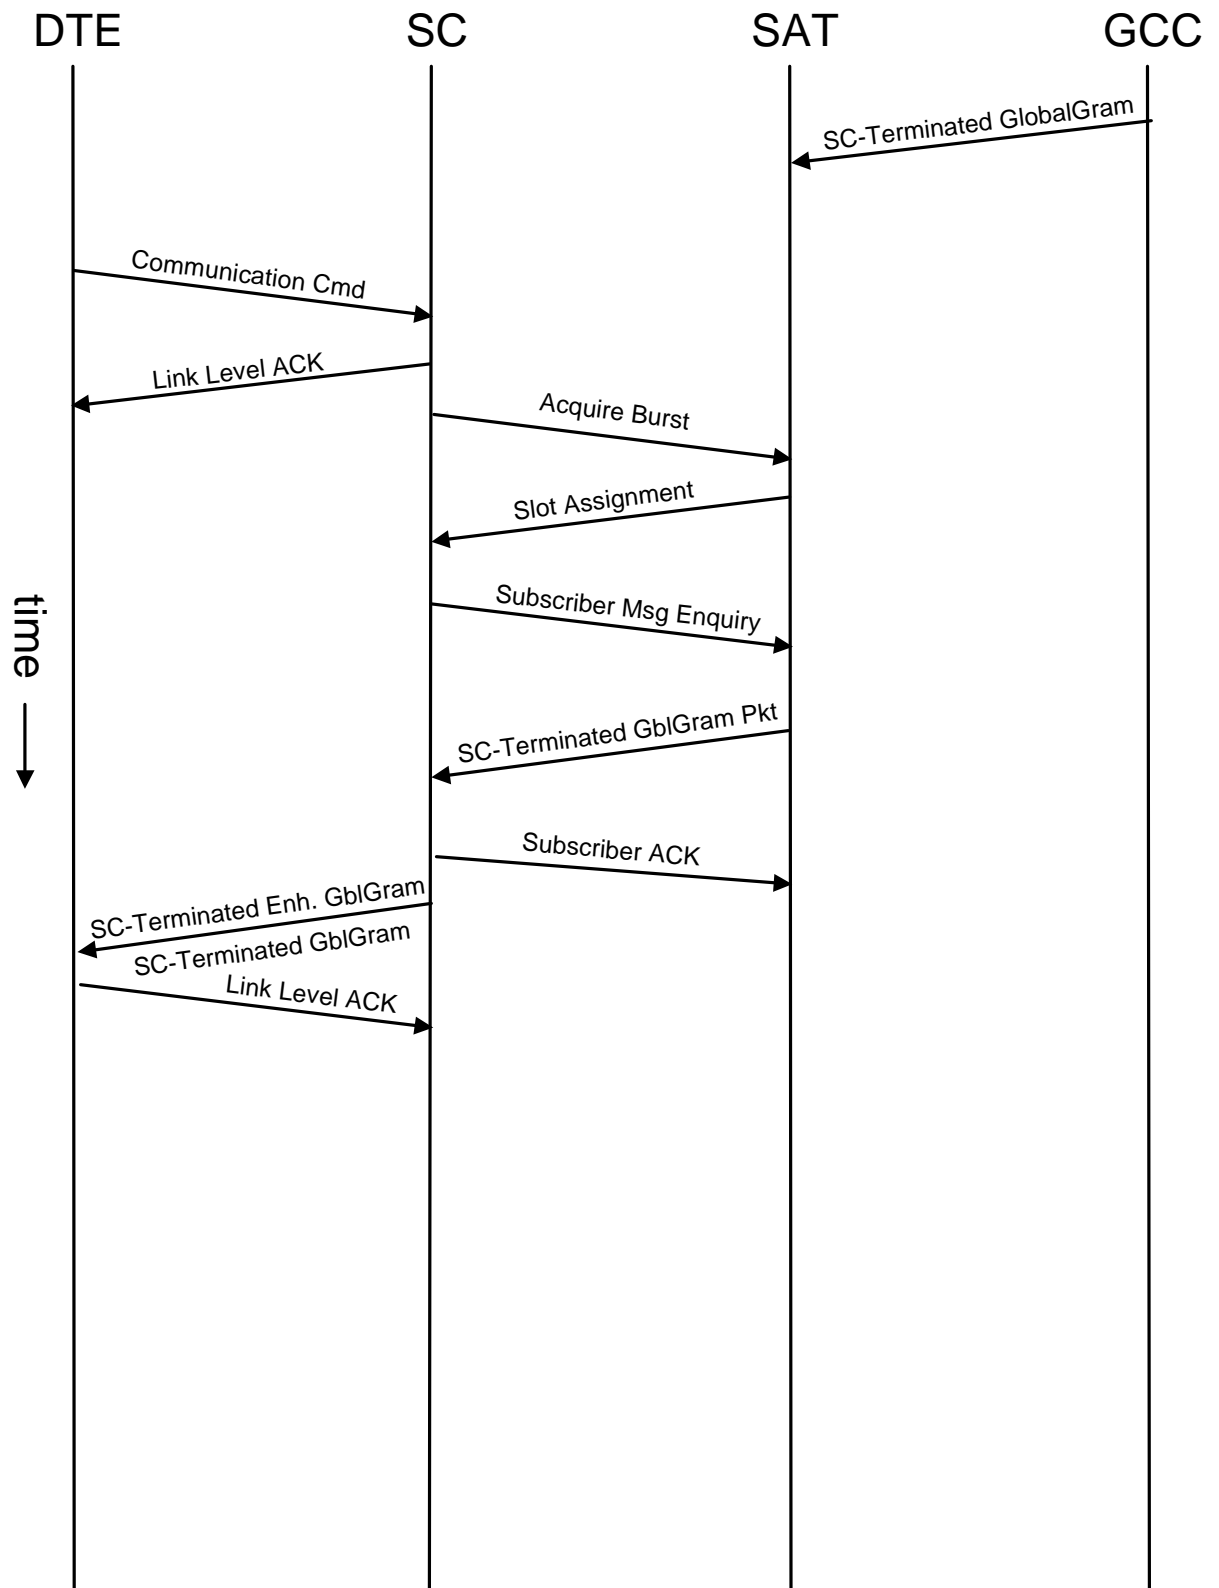 DTE
SC
SAT
GCC
SC-Terminated GlobalGram
Communication Cmd
Link Level ACK
Acquire Burst
Slot Assignment
Subscriber Msg Enquiry
time
SC-Terminated GblGram Pkt
Subscriber ACK
SC-Terminated Enh. GblGram
SC-Terminated GblGram
Link Level ACK